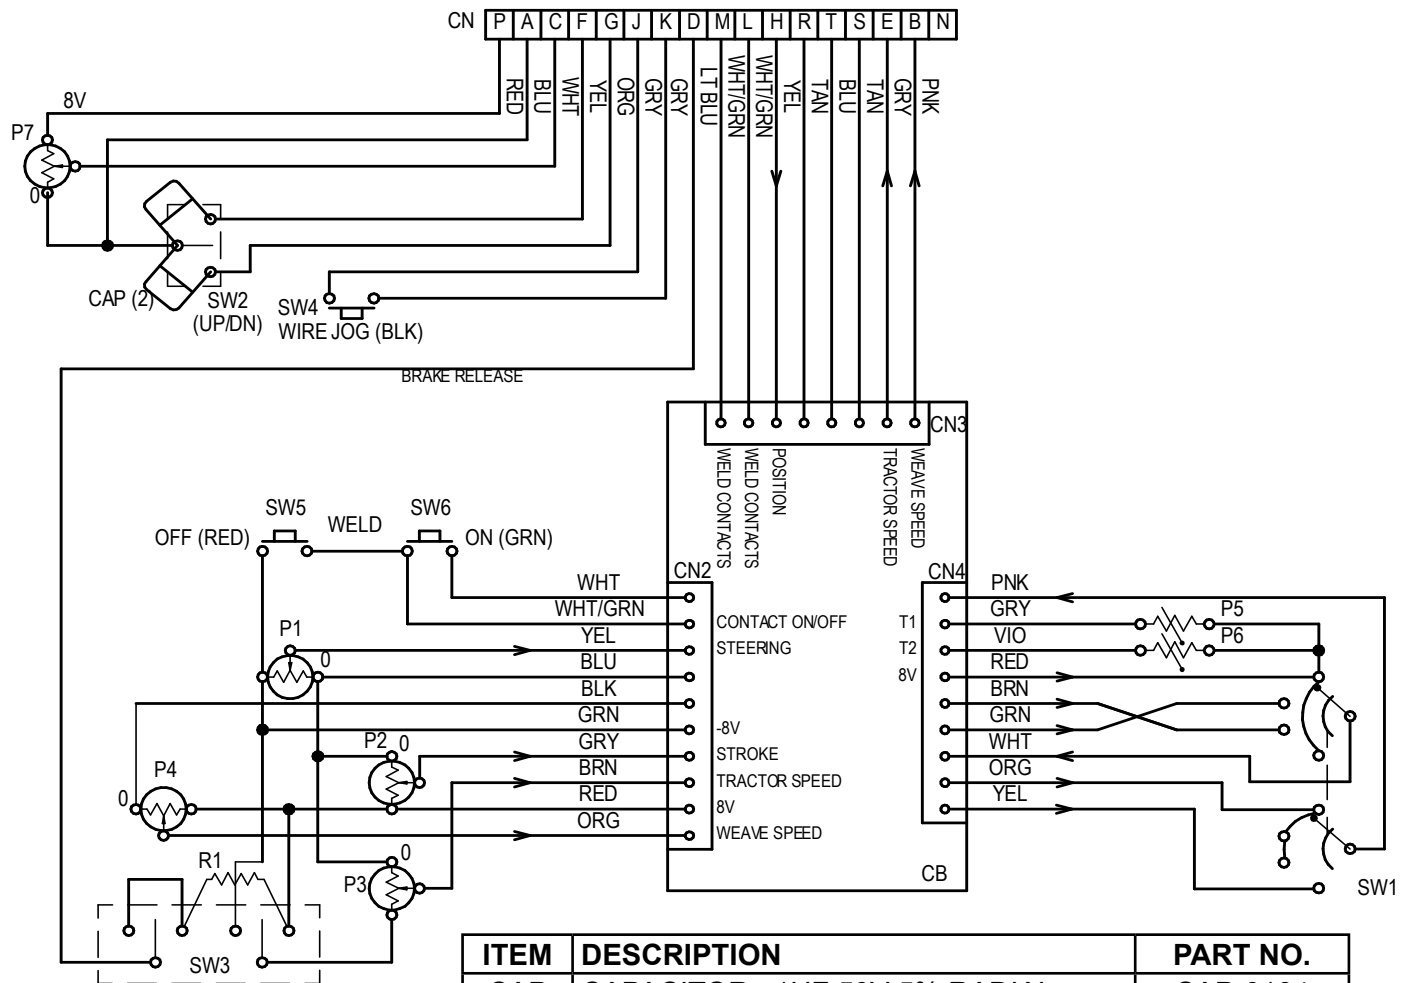 CN P A C F G J K D M L H R T S E B N
RED
BLU
WHT
YEL
ORG
GRY
GRY
LT BLU
WHT/GRN
WHT/GRN
YEL
TAN
BLU
TAN
GRY
PNK
8V
P7
0
CAP (2)
SW2
(UP/DN)
SW4
WIRE JOG (BLK)
BRAKE RELEASE
CN3
WELD CONTACTS
WELD CONTACTS
POSITION
TRACTOR SPEED
WEAVE SPEED
SW5
SW6
OFF (RED)
WELD
ON (GRN)
CN2
CN4
WHT
WHT/GRN
YEL
BLU
BLK
GRN
GRY
BRN
RED
ORG
CONTACT ON/OFF
STEERING
-8V
STROKE
TRACTOR SPEED
8V
WEAVE SPEED
T1
T2
8V
PNK
GRY
VIO
RED
BRN
GRN
WHT
ORG
YEL
P5
P6
P1
0
P2
0
P4
0
R1
P3
0
CB
SW1
SW3
ITEM DESCRIPTION PART NO.